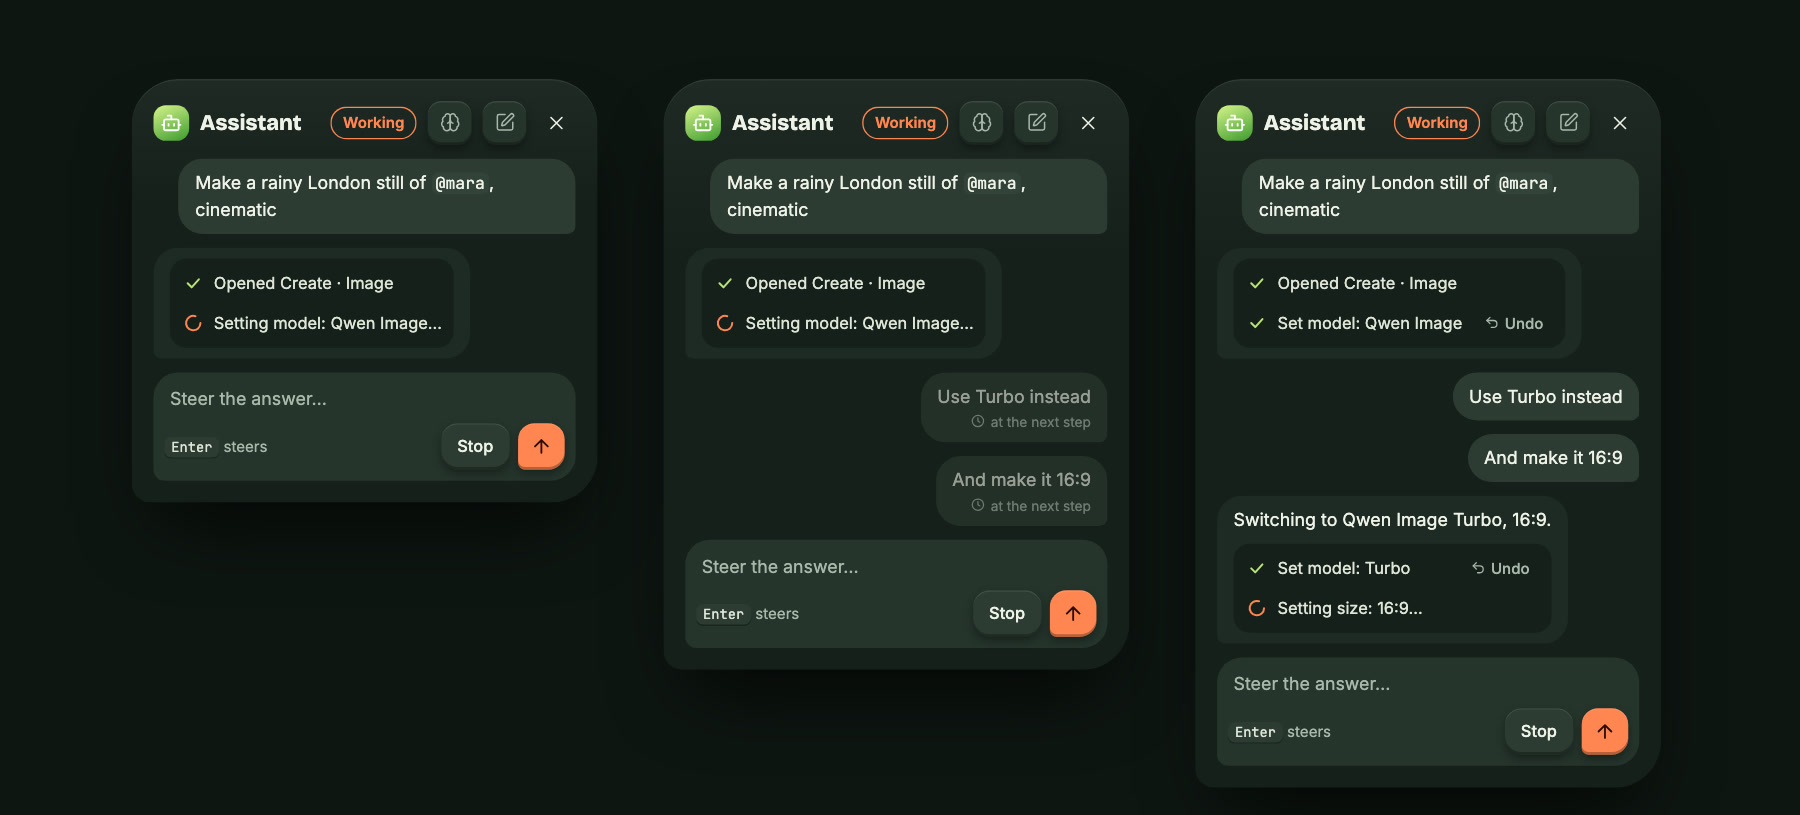 Assistant
Working
Make a rainy London still of @mara,
cinematic
Opened Create · Image
Setting model: Qwen Image...
Steer the answer...
Enter steers
Stop
Assistant
Working
Make a rainy London still of @mara,
cinematic
Opened Create · Image
Setting model: Qwen Image...
Use Turbo instead
at the next step
And make it 16:9
at the next step
Steer the answer...
Enter steers
Stop
Assistant
Working
Make a rainy London still of @mara,
cinematic
Opened Create · Image
Set model: Qwen Image
Undo
Use Turbo instead
And make it 16:9
Switching to Qwen Image Turbo, 16:9.
Set model: Turbo
Undo
Setting size: 16:9...
Steer the answer...
Enter steers
Stop